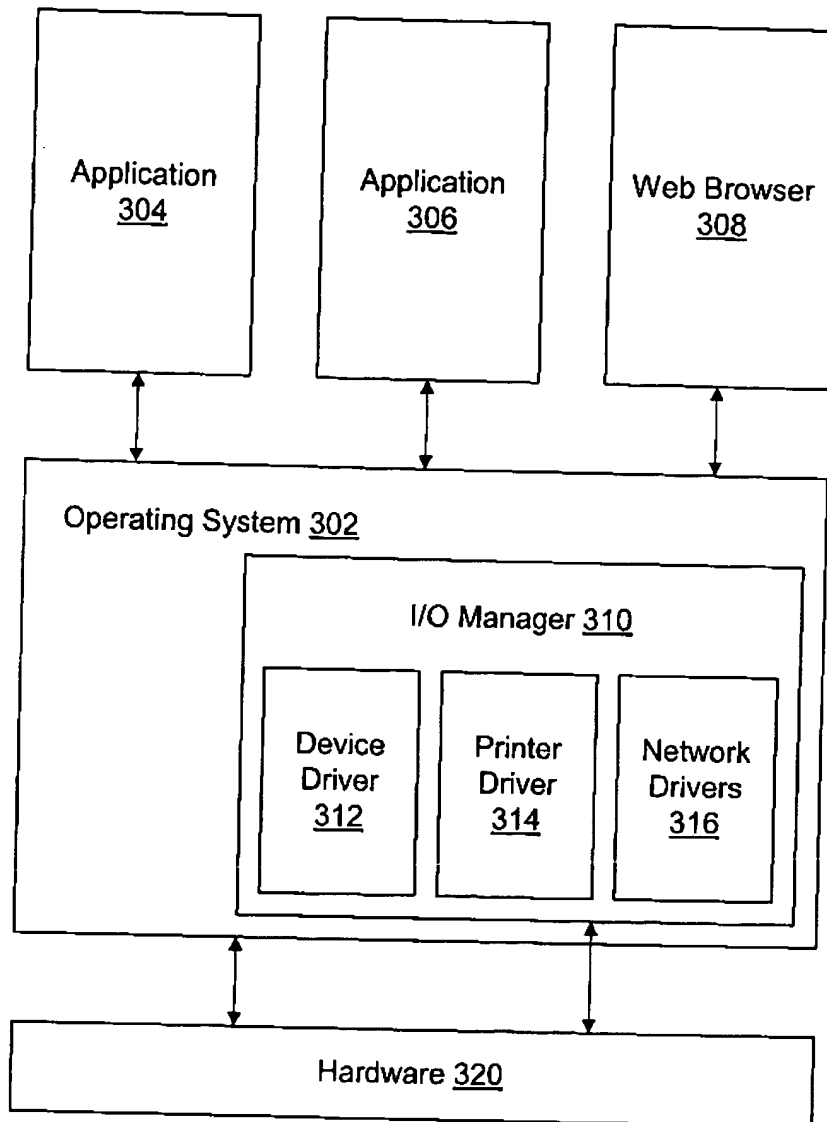 Application
304
Application
306
Web Browser
308
Operating System 302
I/O Manager 310
Device
Driver
312
Printer
Driver
314
Network
Drivers
316
Hardware 320